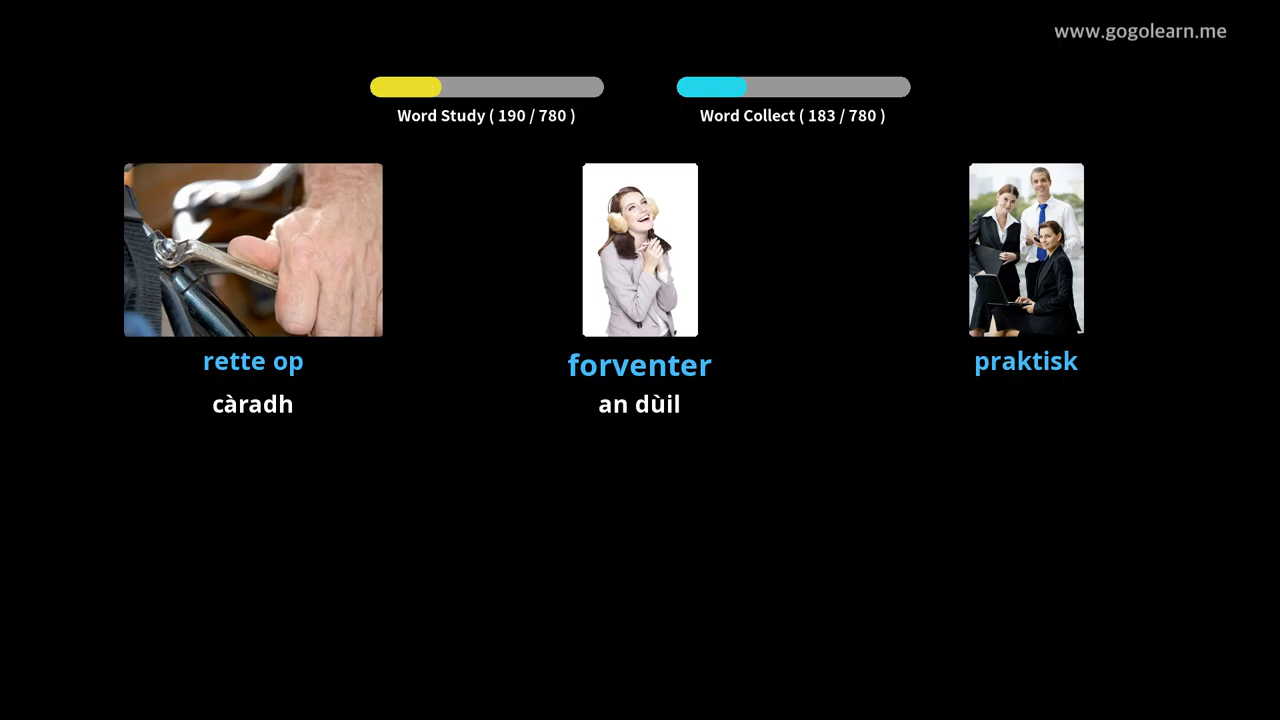 www.gogolearn.me
Word Study ( 190 / 780 )
Word Collect ( 183 / 780 )
rette op
forventer
praktisk
càradh
an dùil